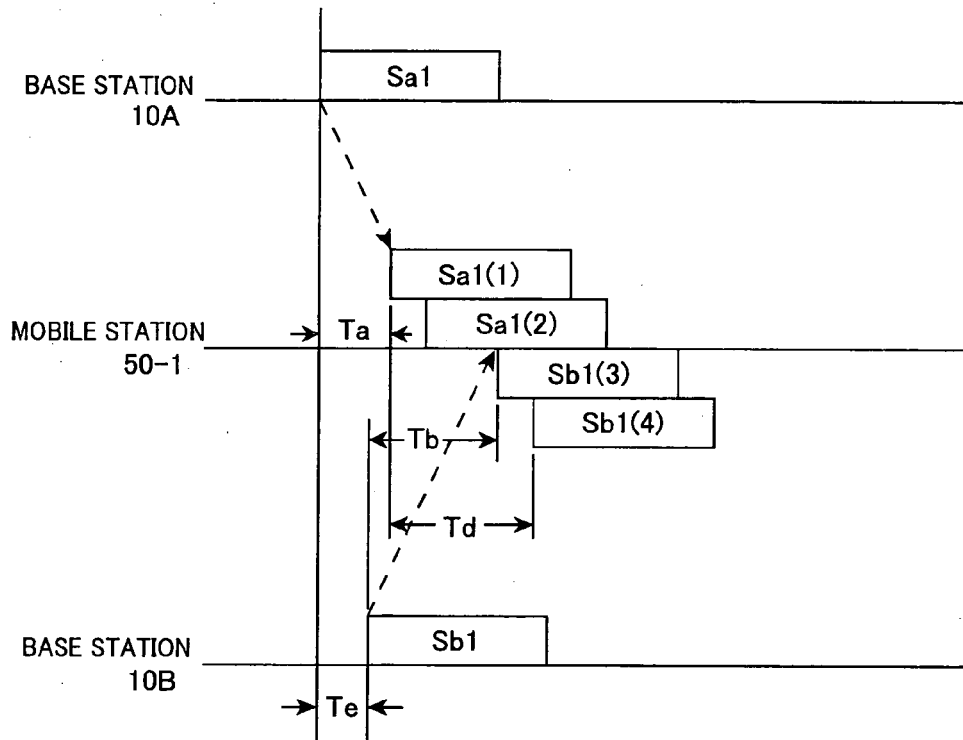 Sa1
BASE STATION
10A
Sa1(1)
Sa1(2)
MOBILE STATION
50-1
Ta
Sb1(3)
Sb1(4)
Tb
Td
Sb1
BASE STATION
10B
Te